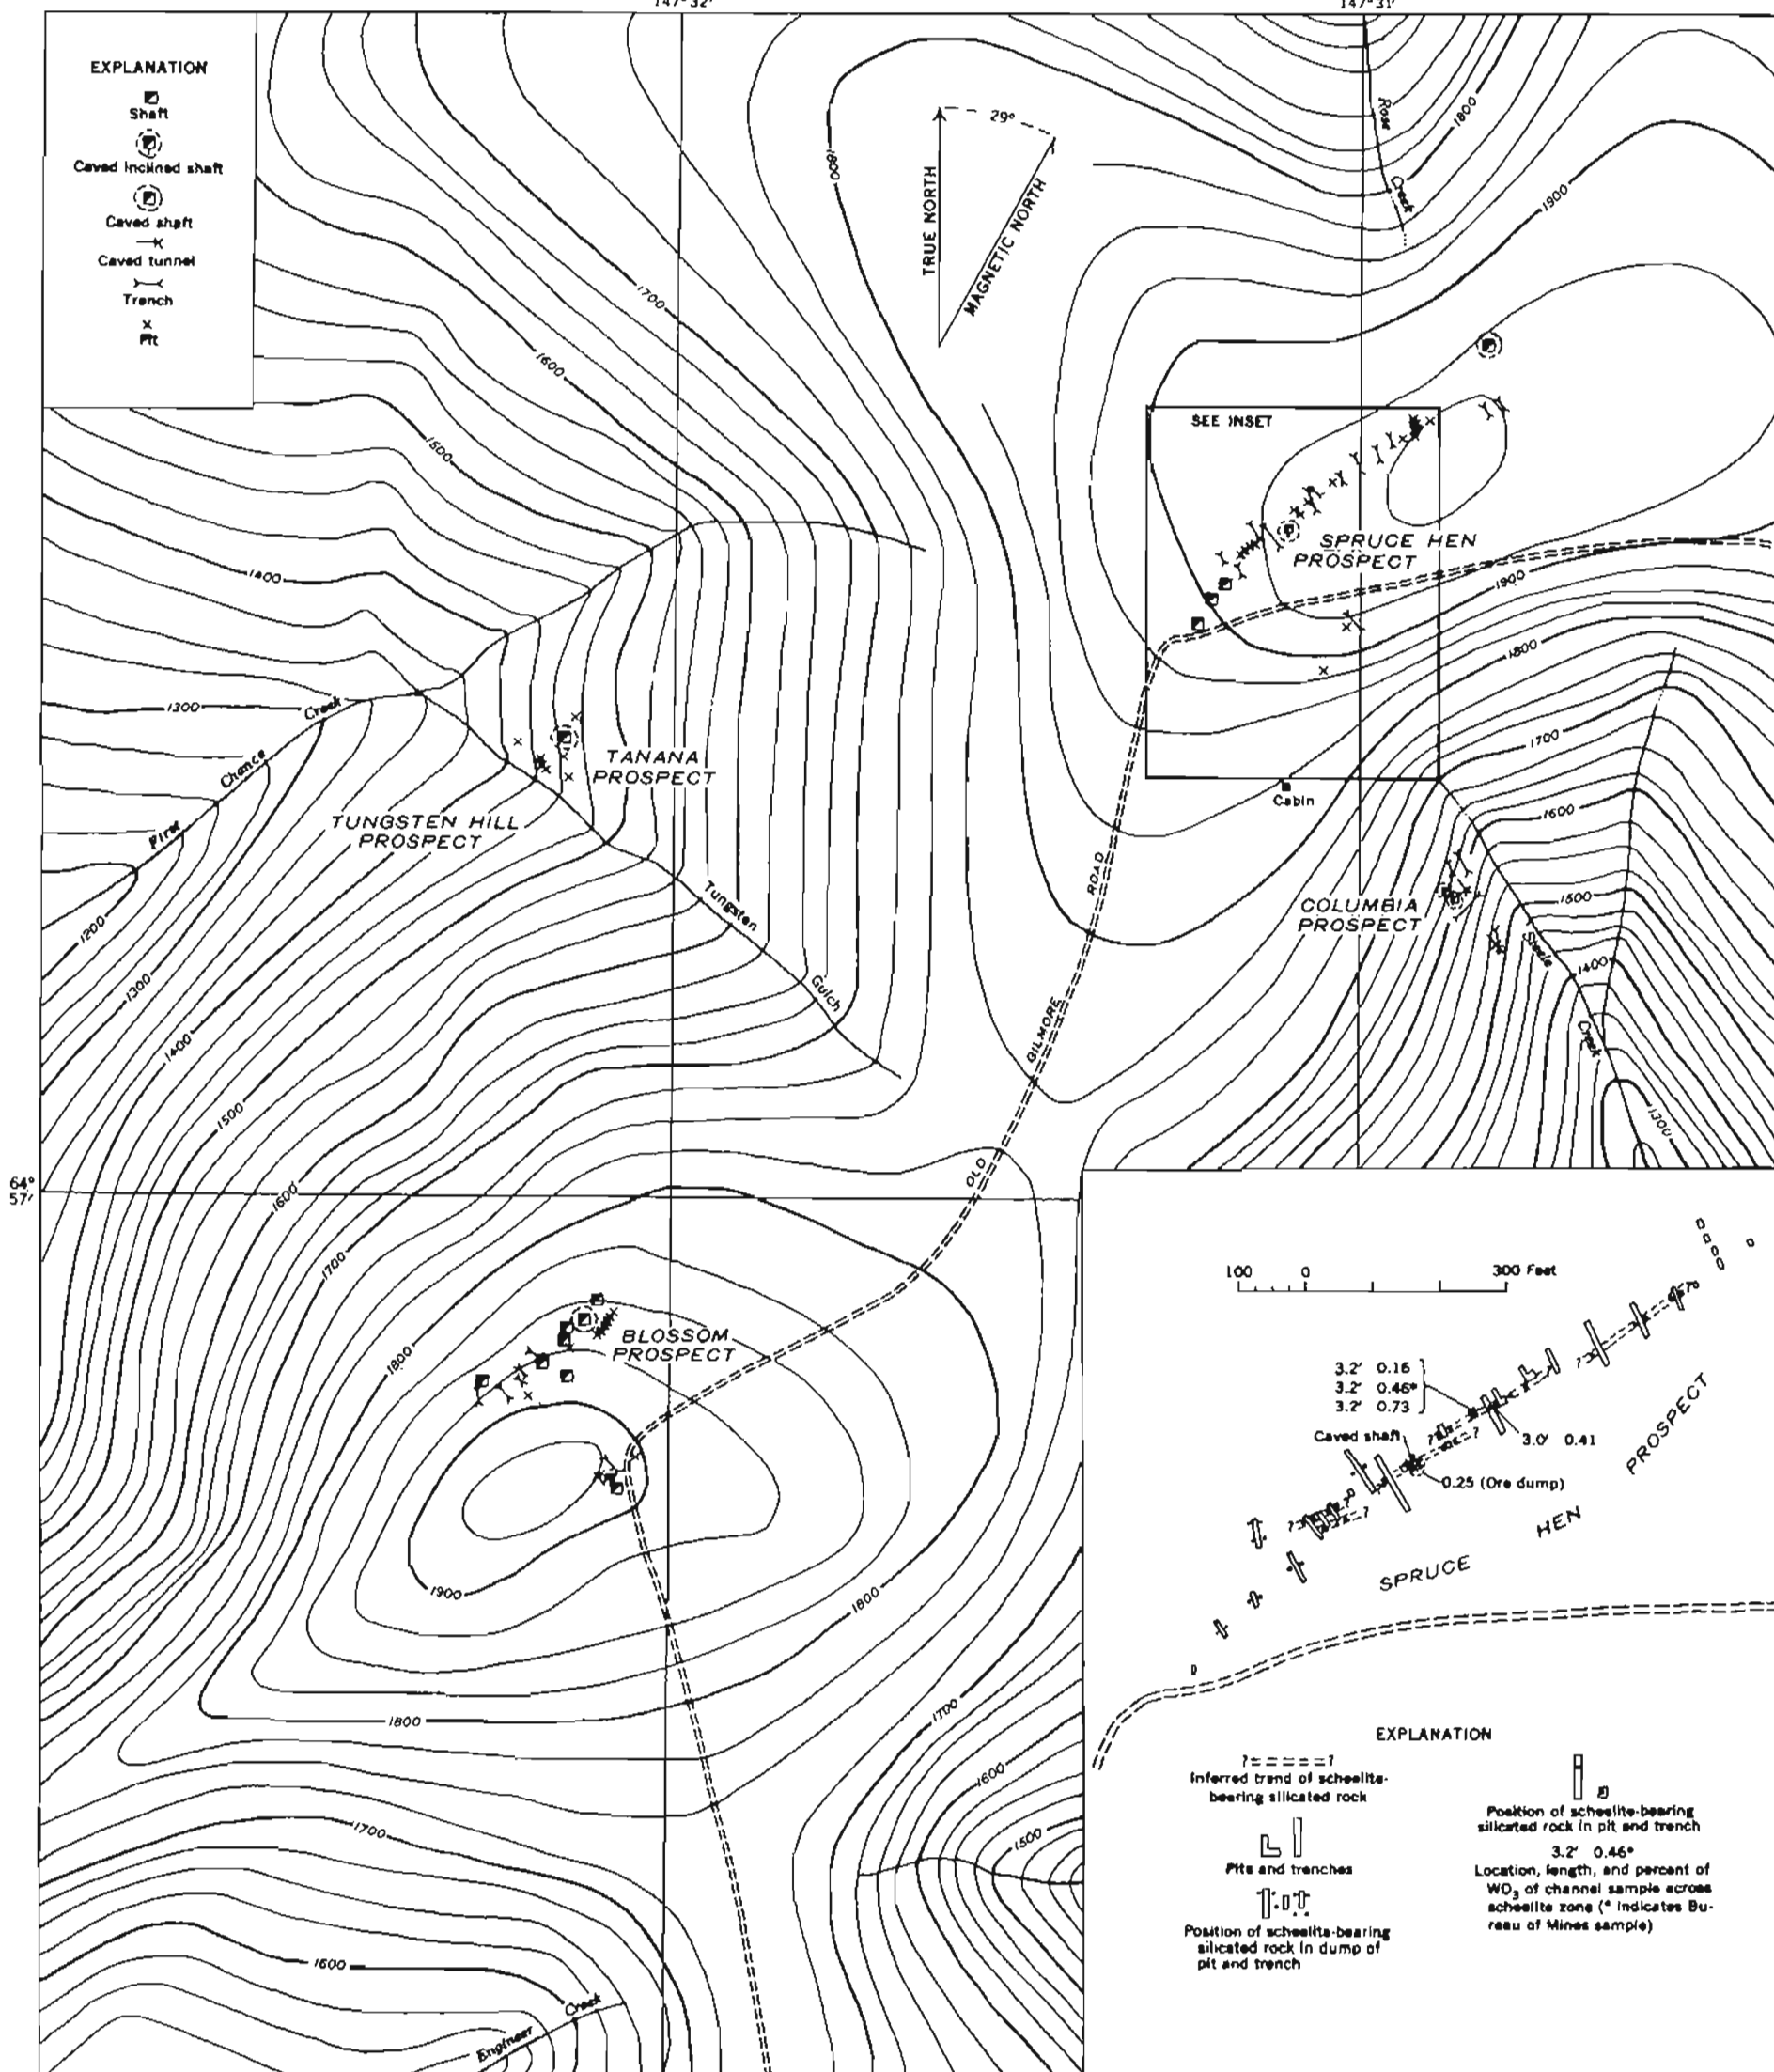 147°32'
147°31'
EXPLANATION
Shaft
Caved inclined shaft
Caved shaft
Caved tunnel
Trench
Pit
29°
TRUE NORTH
MAGNETIC NORTH
Rose
Creek
1800
1900
1800
1700
1600
1500
1400
1300
SEE INSET
SPRUCE HEN
PROSPECT
1900
1800
1700
1600
1500
1400
1300
Creek
Chance
First
1200
TANANA
PROSPECT
TUNGSTEN HILL
PROSPECT
Tungsten
Gulch
Cabin
COLUMBIA
PROSPECT
Steele
Creek
OLD
GILMORE
ROAD
1300
1400
1500
1600
1700
1800
64°
57'
BLOSSOM
PROSPECT
1900
1800
1800
1700
1600
1500
1700
1600
Engineer
Creek
100 0 300 Feet
3.2' 0.16
3.2' 0.46*
3.2' 0.73
Caved shaft
3.0' 0.41
0.25 (Ore dump)
SPRUCE HEN PROSPECT
EXPLANATION
?=====?
Inferred trend of scheelite-
bearing silicated rock
Pits and trenches
Position of scheelite-bearing
silicated rock in dump of
pit and trench
Position of scheelite-bearing
silicated rock in pit and trench
3.2' 0.46*
Location, length, and percent of
WO₃ of channel sample across
scheelite zone (* indicates Bu-
reau of Mines sample)